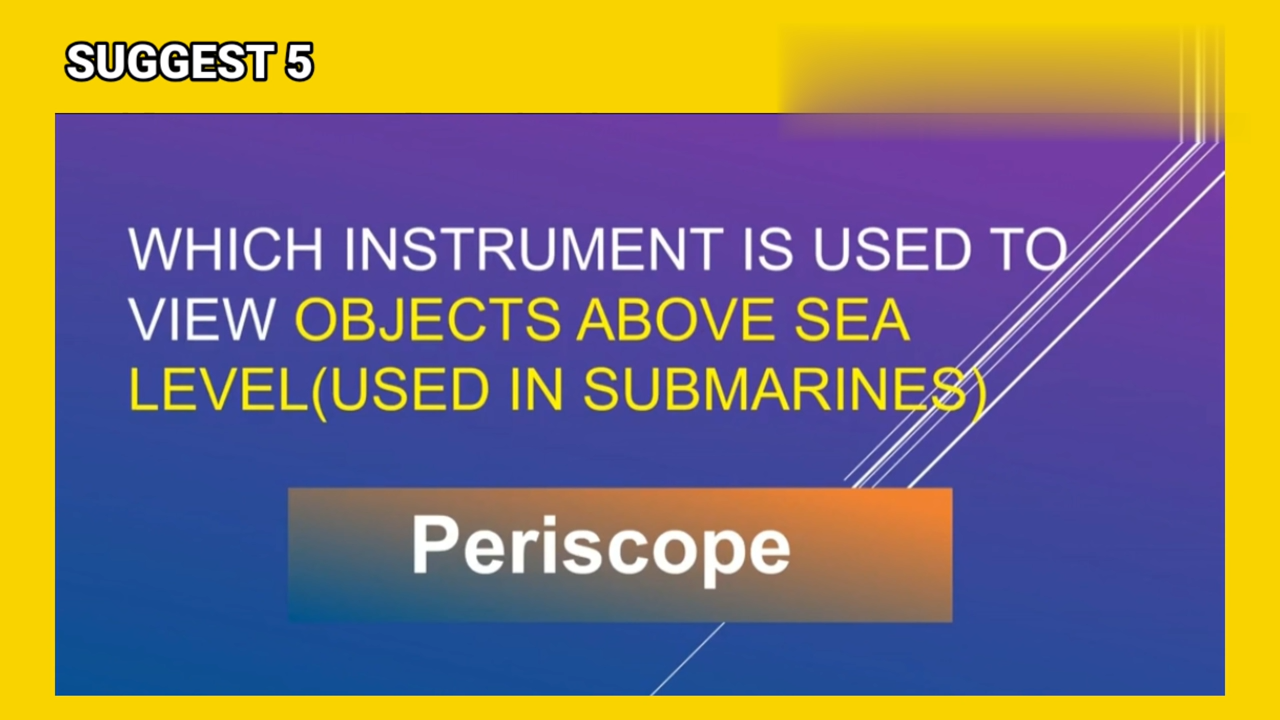 SUGGEST 5
WHICH INSTRUMENT IS USED TO
VIEW OBJECTS ABOVE SEA
LEVEL(USED IN SUBMARINES)
Periscope